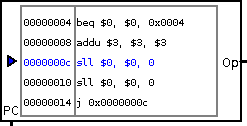 00000004 beq $0, $0, 0x0004
00000008 addu $3, $3, $3
0000000c sll $0, $0, 0
00000010 sll $0, $0, 0
00000014 j 0x0000000c
Op
PC